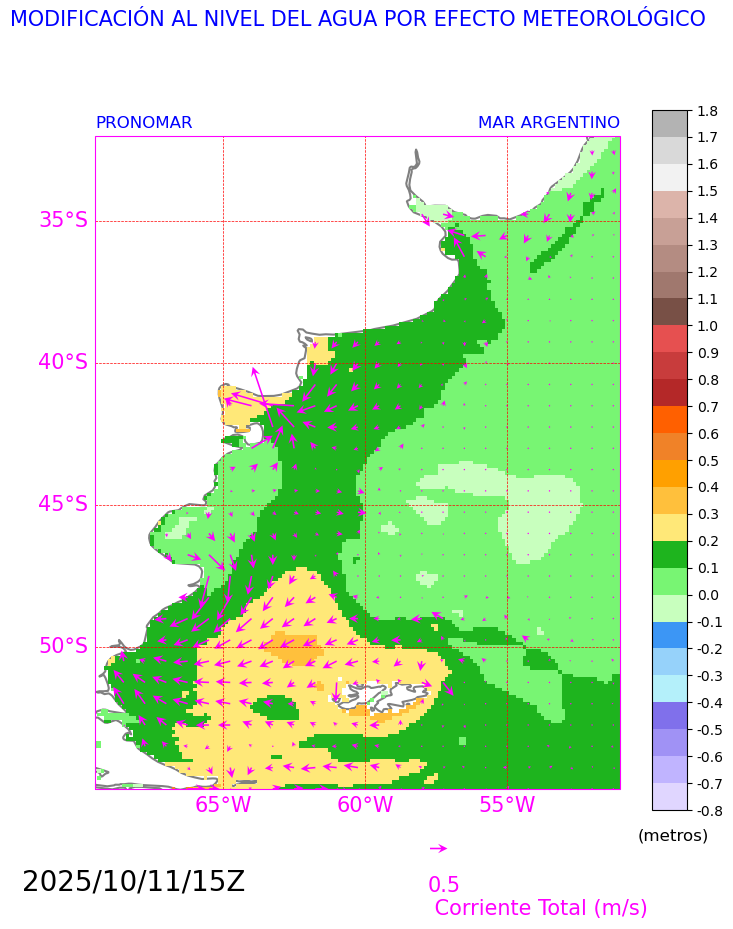 MODIFICACIÓN AL NIVEL DEL AGUA POR EFECTO METEOROLÓGICO
PRONOMAR MAR ARGENTINO
35°S
40°S
45°S
50°S
65°W 60°W 55°W
1.8
1.7
1.6
1.5
1.4
1.3
1.2
1.1
1.0
0.9
0.8
0.7
0.6
0.5
0.4
0.3
0.2
0.1
0.0
-0.1
-0.2
-0.3
-0.4
-0.5
-0.6
-0.7
-0.8
(metros)
0.5
Corriente Total (m/s)
2025/10/11/15Z